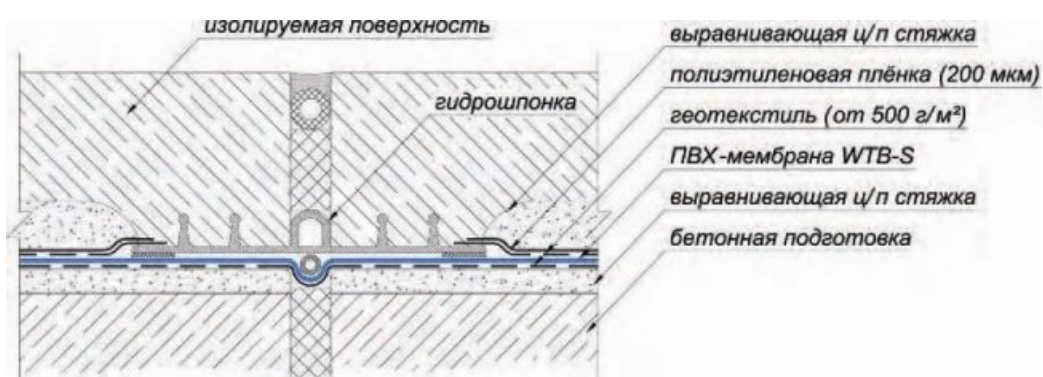 изолируемая поверхность
гидрошпонка
выравнивающая ц/п стяжка
полиэтиленовая плёнка (200 мкм)
геотекстиль (от 500 г/м²)
ПВХ-мембрана WTB-S
выравнивающая ц/п стяжка
бетонная подготовка